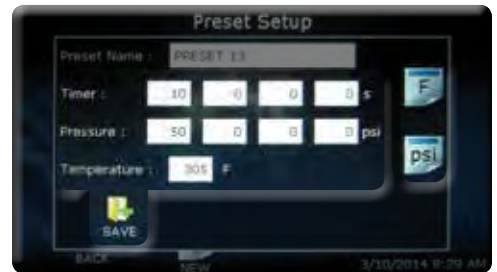 Preset Setup
Preset Name : PRESET 13
Timer : 10 0 0 0 s F
Pressure : 50 0 0 0 psi
psi
Temperature : 305 F
SAVE
BACK NEW 3/10/2014 8:29 AM